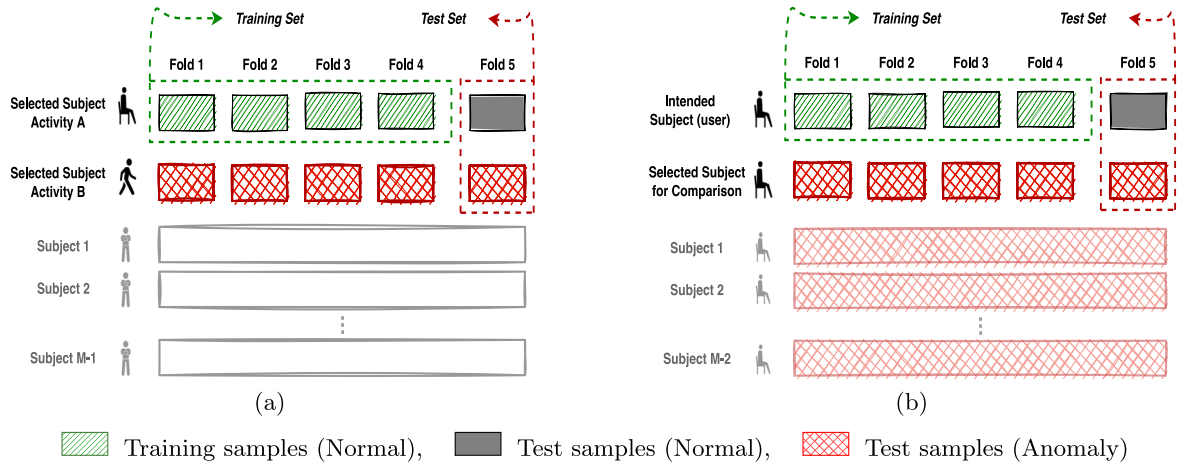 Training Set
Test Set
Fold 1
Fold 2
Fold 3
Fold 4
Fold 5
Selected Subject
Activity A
Selected Subject
Activity B
Subject 1
Subject 2
Subject M-1
(a)
Training Set
Test Set
Fold 1
Fold 2
Fold 3
Fold 4
Fold 5
Intended
Subject (user)
Selected Subject
for Comparison
Subject 1
Subject 2
Subject M-2
(b)
Training samples (Normal),
Test samples (Normal),
Test samples (Anomaly)